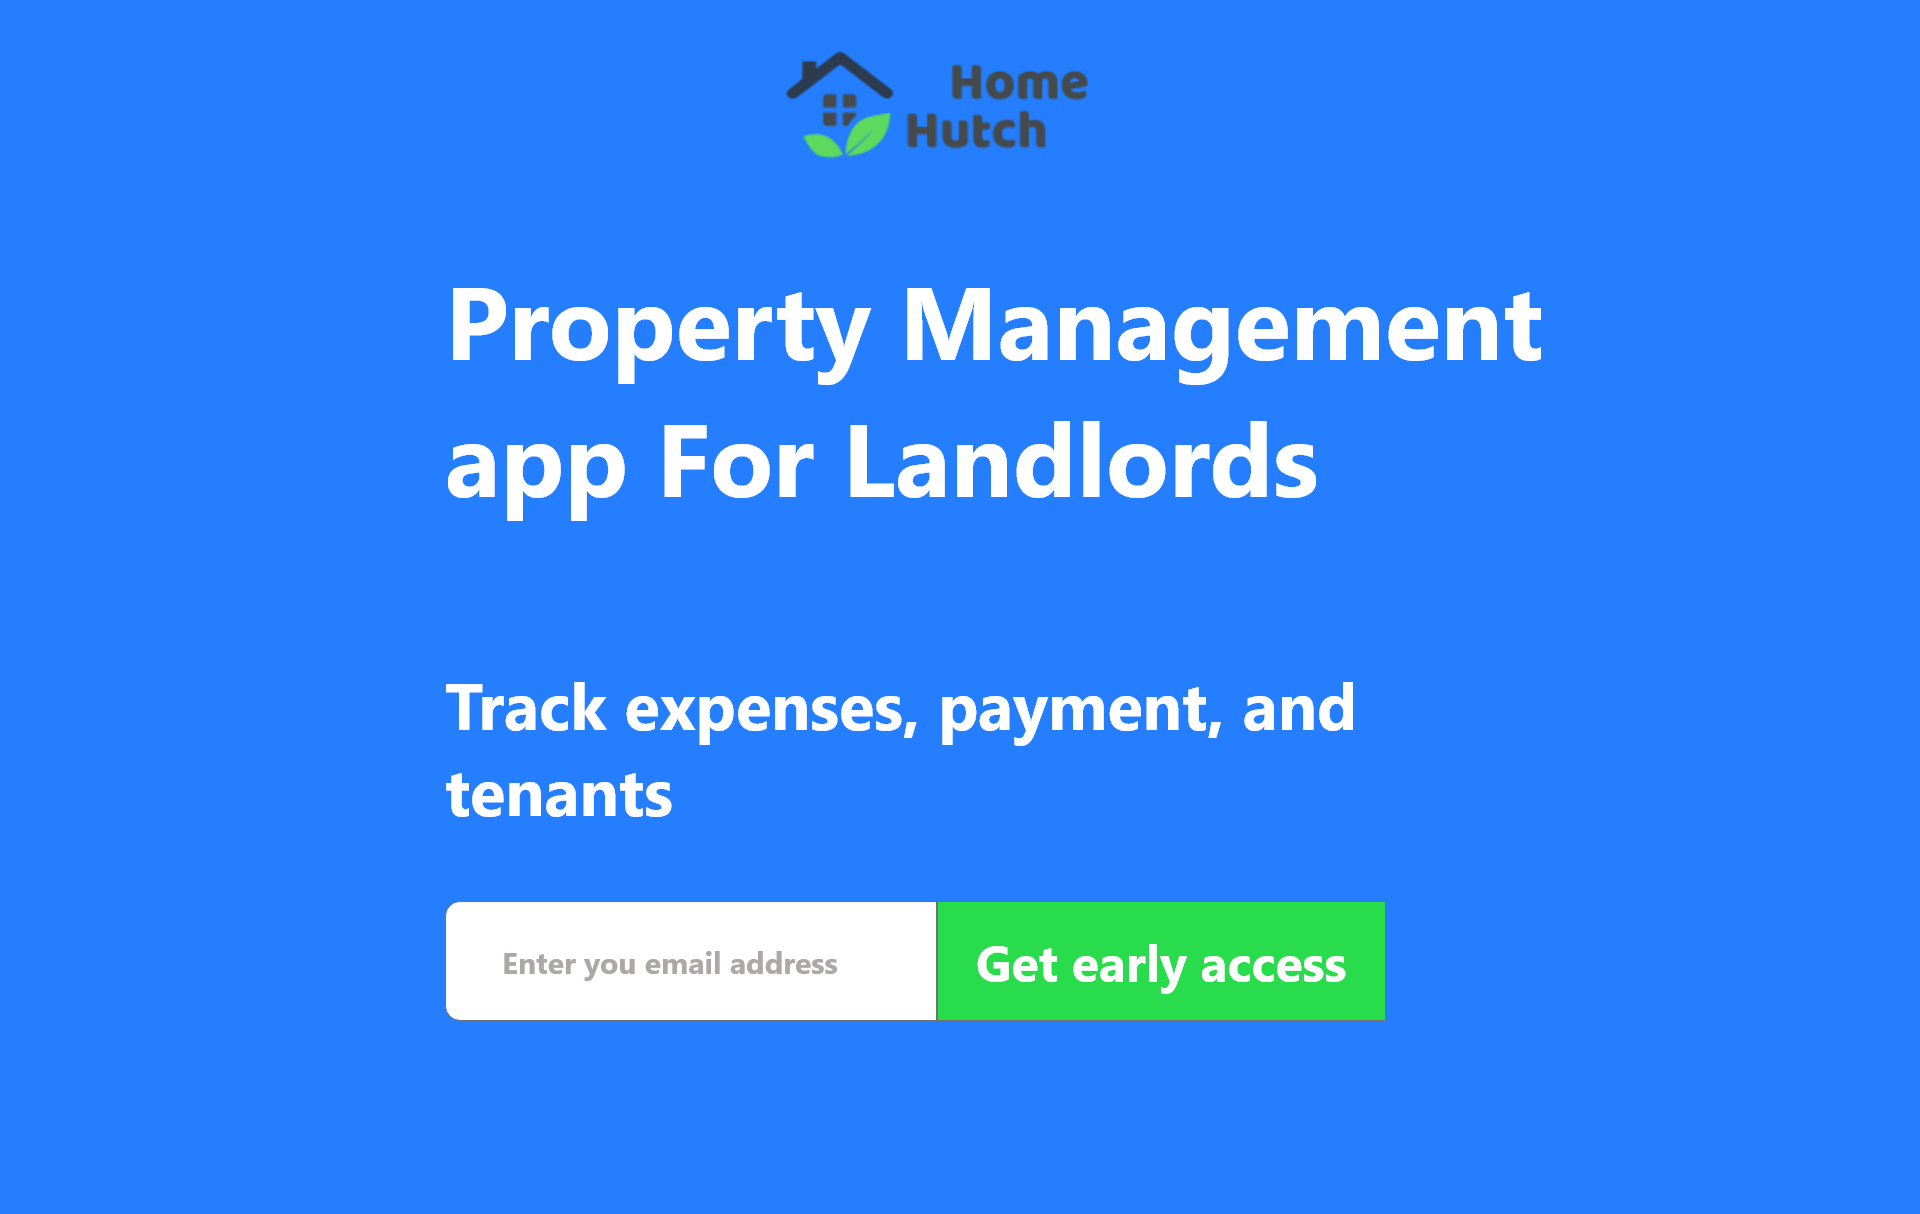 Home
Hutch
Property Management
app For Landlords
Track expenses, payment, and
tenants
Enter you email address
Get early access